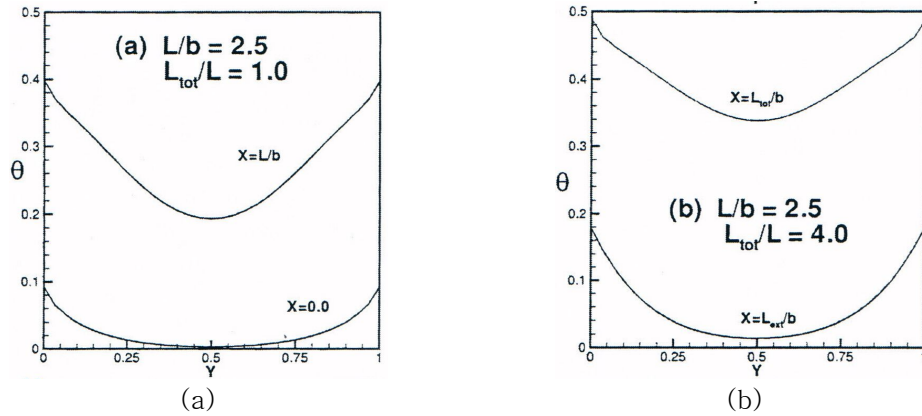 0.5
0.4
0.3
θ
0.2
0.1
0
0
0.25
0.5
Y
0.75
1
(a) L/b = 2.5
L_tot/L = 1.0
X=L/b
X=0.0
(a)
0.5
0.4
0.3
θ
0.2
0.1
0
0
0.25
0.5
Y
0.75
X=L_tot/b
(b) L/b = 2.5
L_tot/L = 4.0
X=L_ext/b
(b)